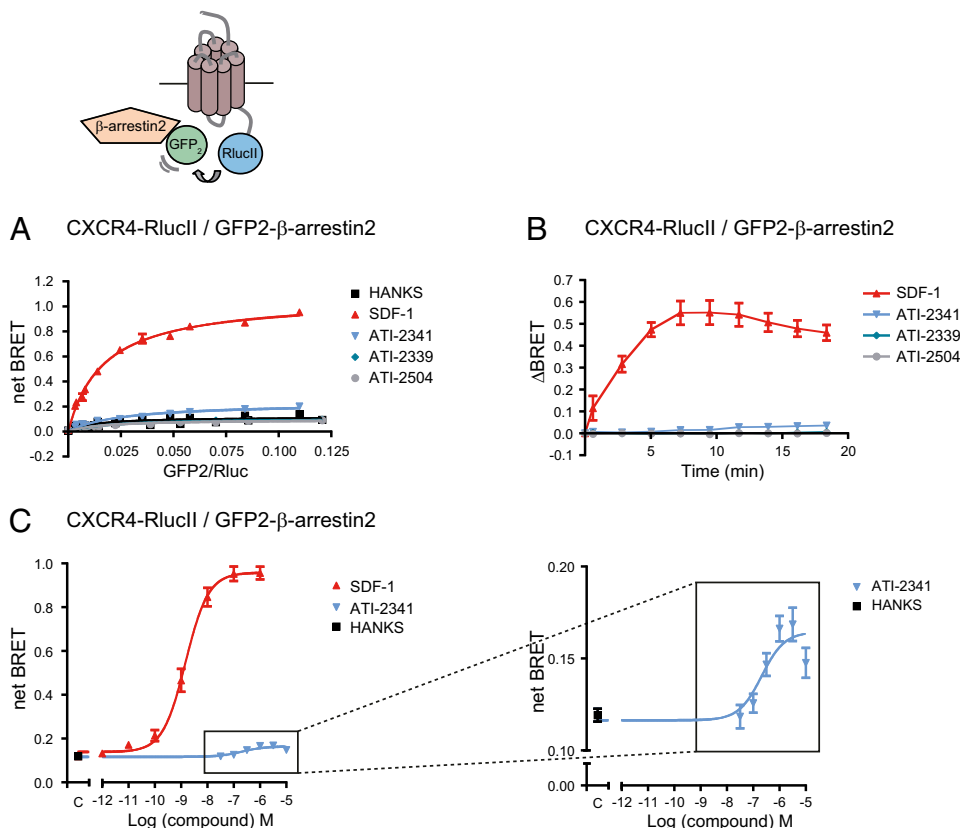 β-arrestin2
GFP2
RlucII
A CXCR4-RlucII / GFP2-β-arrestin2
net BRET
1.2
1.0
0.8
0.6
0.4
0.2
0.0
-0.2
0.025
0.050
0.075
0.100
0.125
GFP2/Rluc
HANKS
SDF-1
ATI-2341
ATI-2339
ATI-2504
B CXCR4-RlucII / GFP2-β-arrestin2
ΔBRET
0.7
0.6
0.5
0.4
0.3
0.2
0.1
0.0
-0.1
5
10
15
20
Time (min)
SDF-1
ATI-2341
ATI-2339
ATI-2504
C CXCR4-RlucII / GFP2-β-arrestin2
net BRET
1.0
0.8
0.6
0.4
0.2
0.0
C -12 -11 -10 -9 -8 -7 -6 -5
Log (compound) M
SDF-1
ATI-2341
HANKS
net BRET
0.20
0.15
0.10
0.00
C -12 -11 -10 -9 -8 -7 -6 -5
Log (compound) M
ATI-2341
HANKS